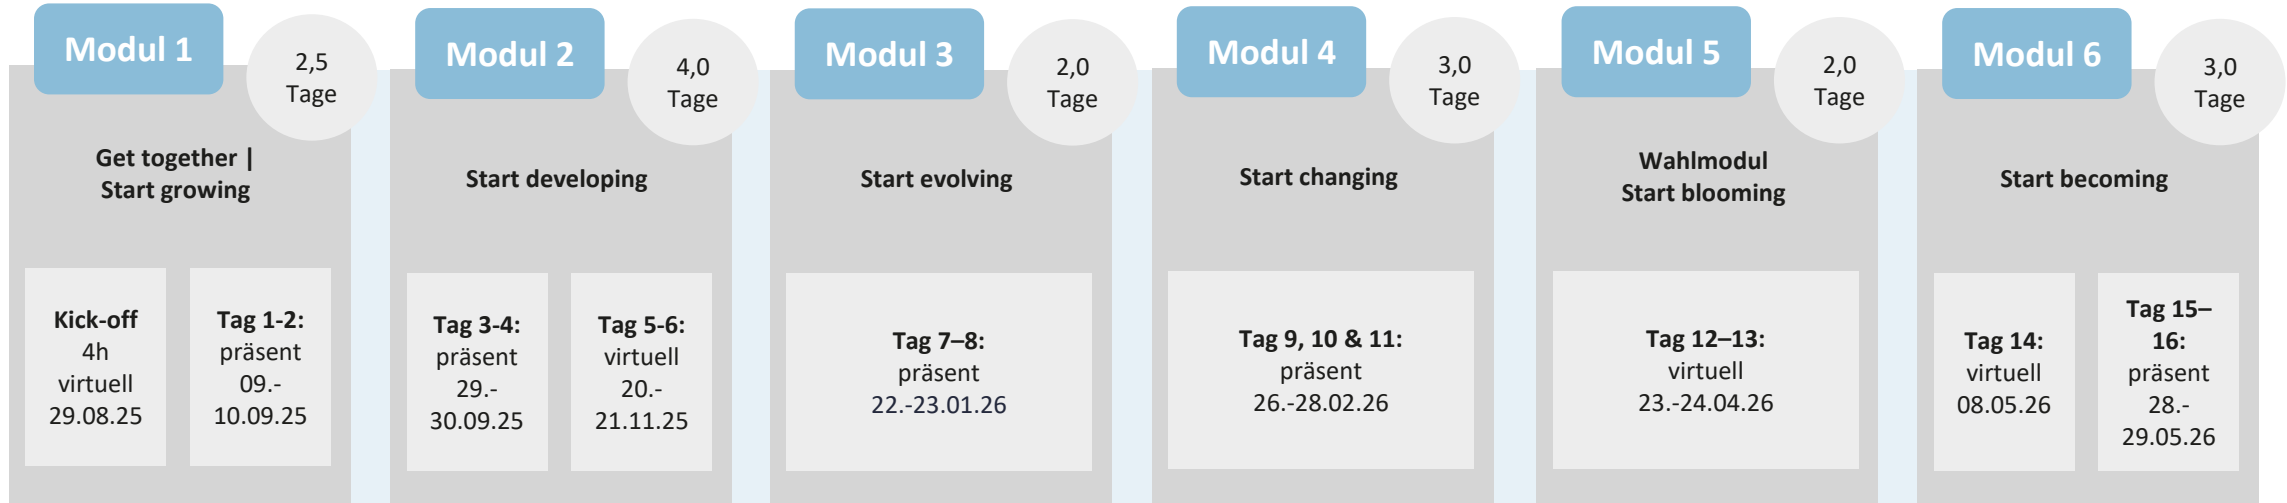 Modul 1
2,5
Tage
Get together |
Start growing
Kick-off
4h
virtuell
29.08.25
Tag 1-2:
präsent
09.-
10.09.25
Modul 2
4,0
Tage
Start developing
Tag 3-4:
präsent
29.-
30.09.25
Tag 5-6:
virtuell
20.-
21.11.25
Modul 3
2,0
Tage
Start evolving
Tag 7–8:
präsent
22.-23.01.26
Modul 4
3,0
Tage
Start changing
Tag 9, 10 & 11:
präsent
26.-28.02.26
Modul 5
2,0
Tage
Wahlmodul
Start blooming
Tag 12–13:
virtuell
23.-24.04.26
Modul 6
3,0
Tage
Start becoming
Tag 14:
virtuell
08.05.26
Tag 15–
16:
präsent
28.-
29.05.26